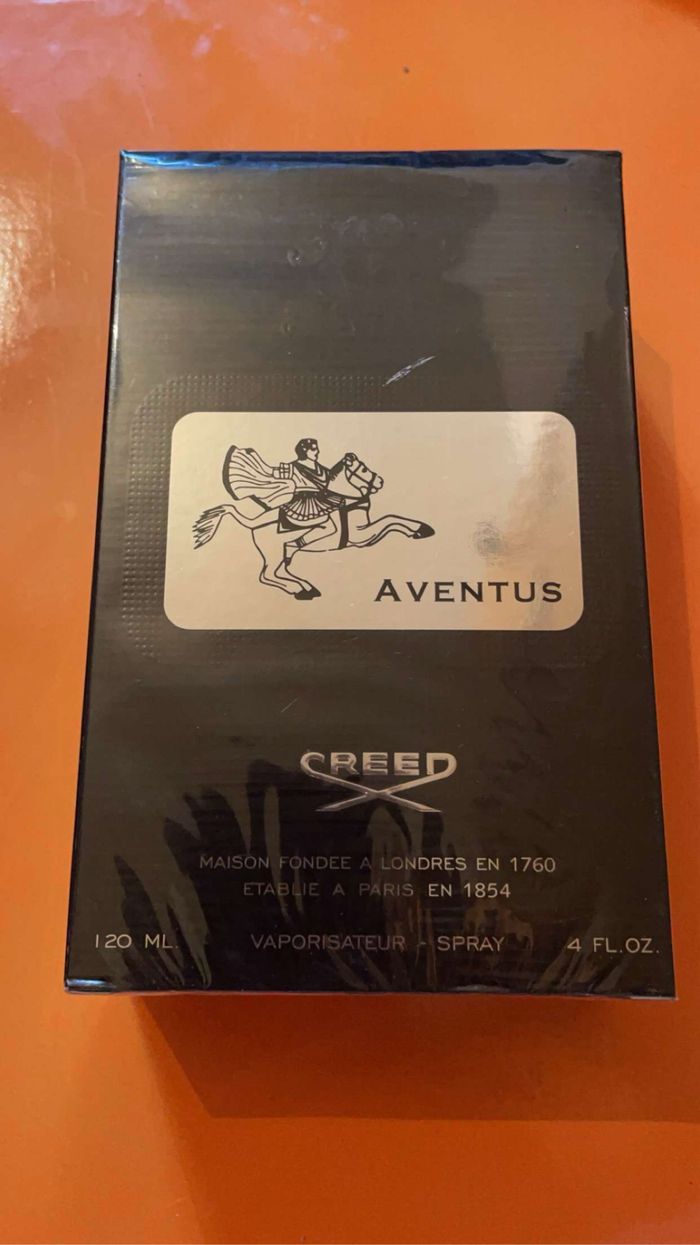 AVENTUS
CREED
MAISON FONDEE A LONDRES EN 1760
ETABLIE A PARIS EN 1854
120 ML. VAPORISATEUR - SPRAY 4 FL.OZ.